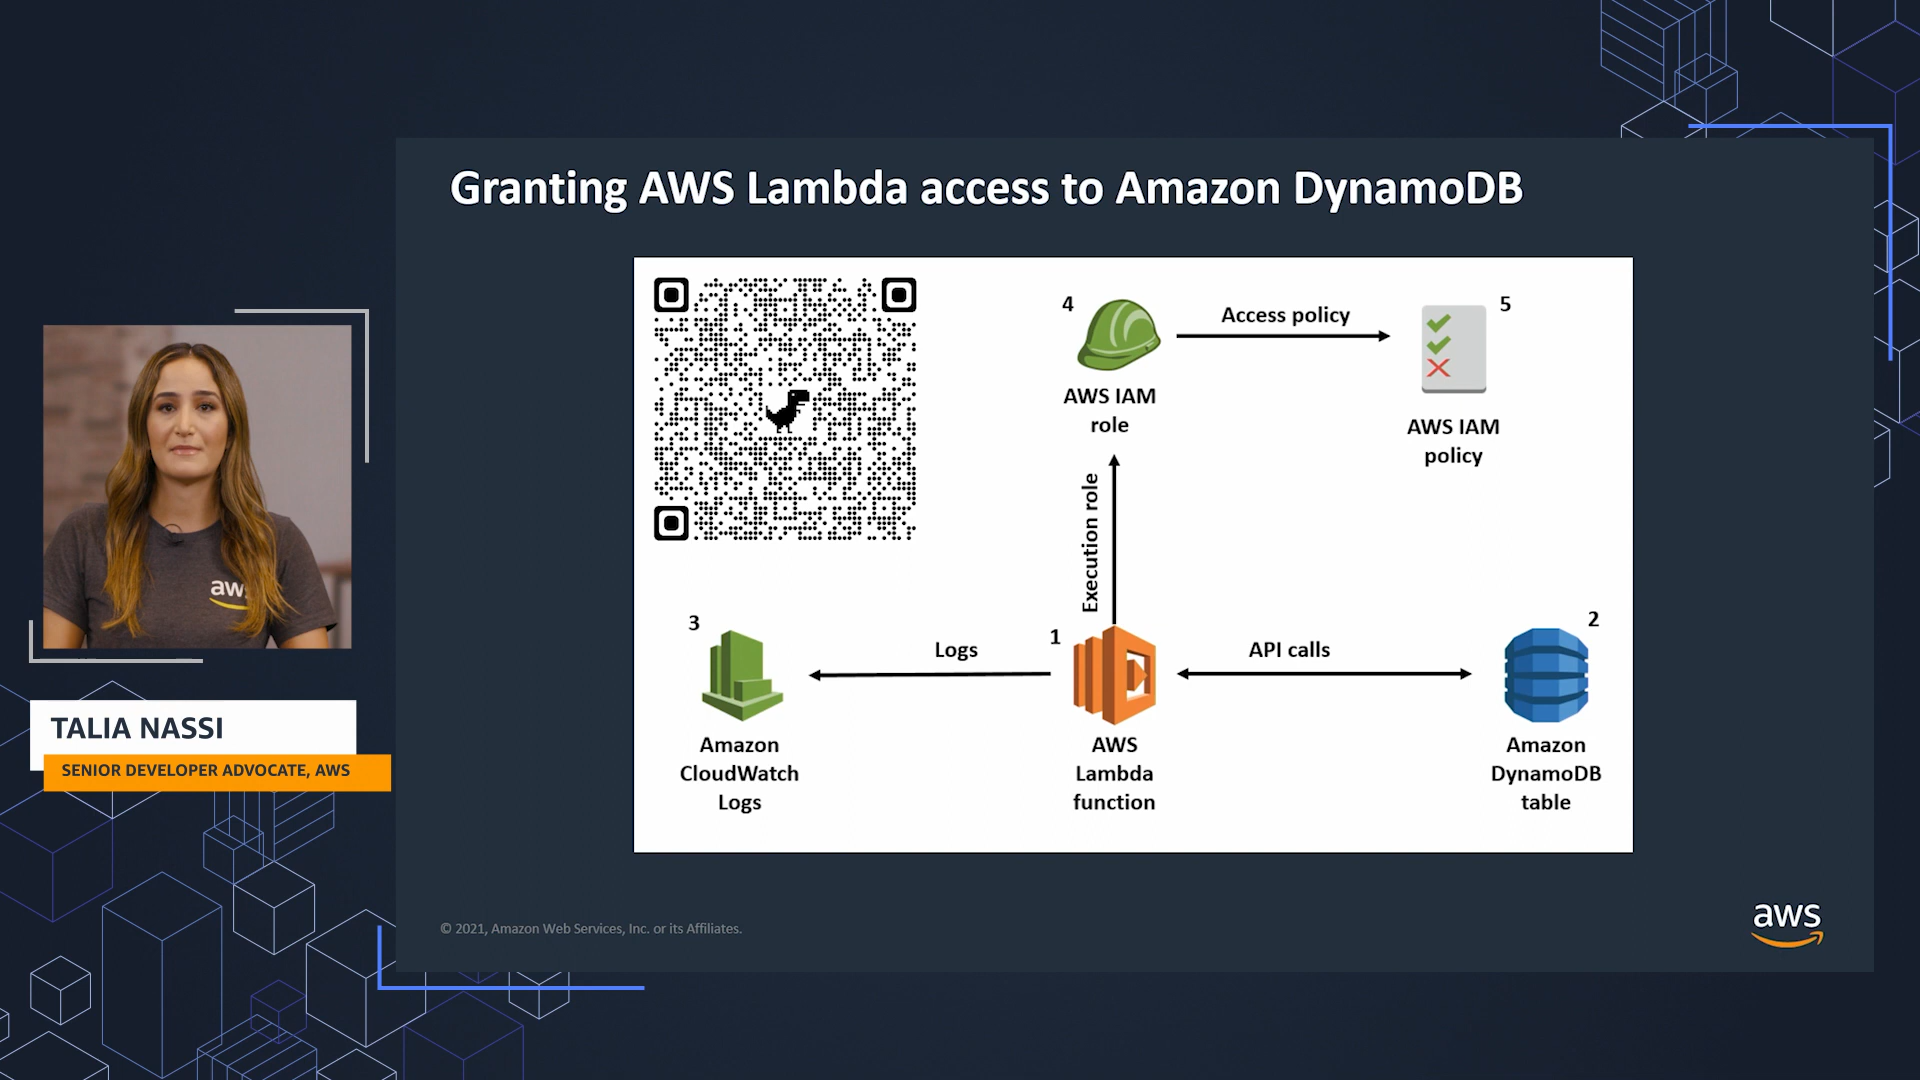 Granting AWS Lambda access to Amazon DynamoDB
4
Access policy
5
AWS IAM
role
AWS IAM
policy
Execution role
3
Logs
1
API calls
2
Amazon
CloudWatch
Logs
AWS
Lambda
function
Amazon
DynamoDB
table
aws
TALIA NASSI
SENIOR DEVELOPER ADVOCATE, AWS
© 2021, Amazon Web Services, Inc. or its Affiliates.
aws